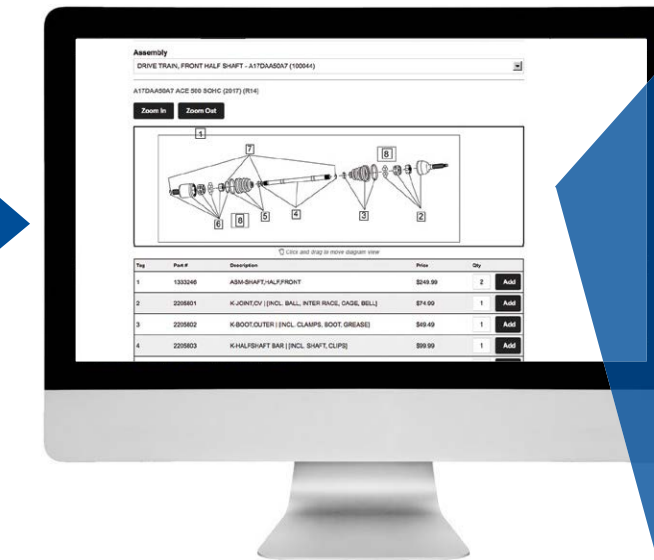 Assembly
DRIVE TRAIN, FRONT HALF SHAFT - A17DAA50A7 (100044)
A17DAA50A7 ACE 500 SOHC (2017) (R14)
Zoom In Zoom Out
1
7
8
6
8
5
4
3
2
Click and drag to move diagram view
Tag Part # Description Price Qty
1 1333246 ASM-SHAFT,HALF,FRONT $249.99 2 Add
2 2205801 K-JOINT,CV | [INCL. BALL, INTER RACE, CAGE, BELL] $74.99 1 Add
3 2205802 K-BOOT,OUTER | [INCL. CLAMPS, BOOT, GREASE] $49.49 1 Add
4 2205803 K-HALFSHAFT BAR | [INCL. SHAFT, CLIPS] $99.99 1 Add